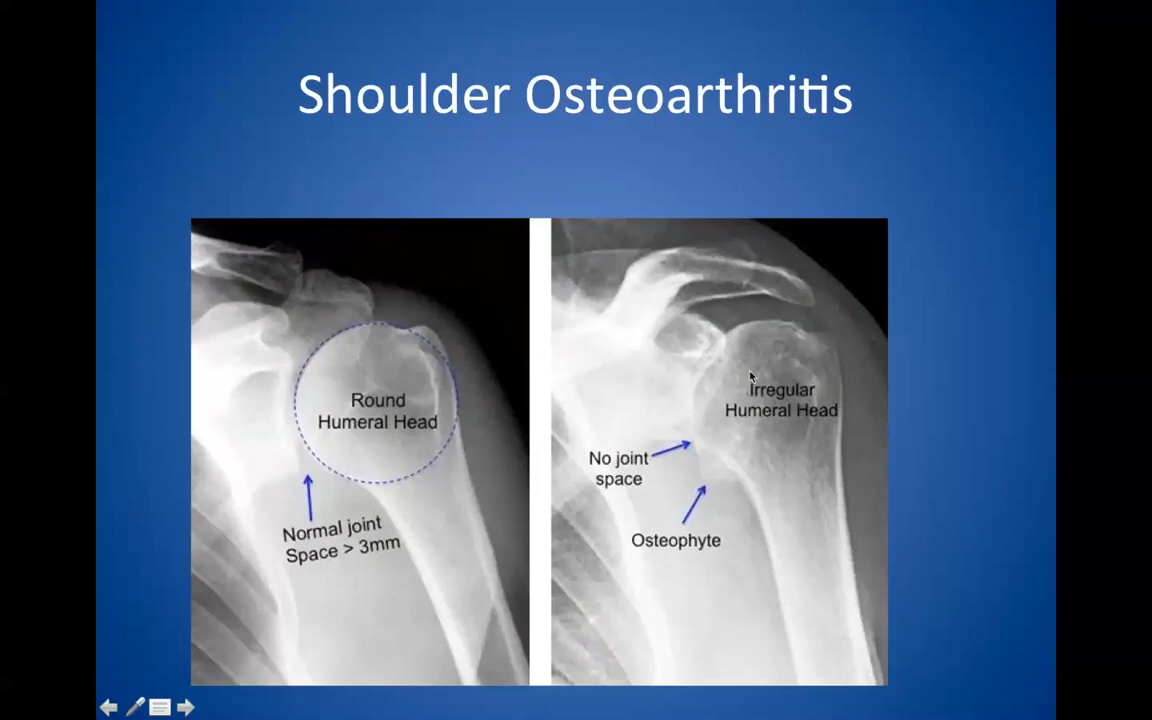 Shoulder Osteoarthritis
Round
Humeral Head
Normal joint
Space > 3mm
Irregular
Humeral Head
No joint
space
Osteophyte